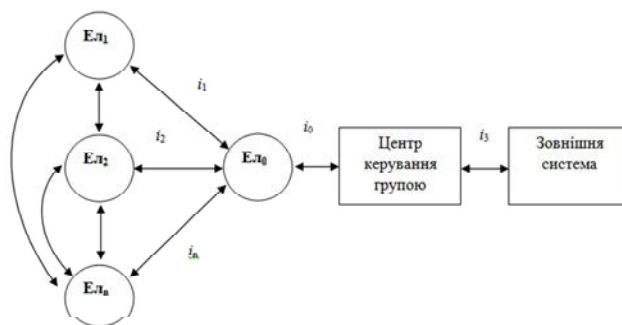 Ел₁
i₁
Ел₂
i₂
Ел₀
i₀
Центр
керування
групою
i₃
Зовнішня
система
iₙ
Елₙ